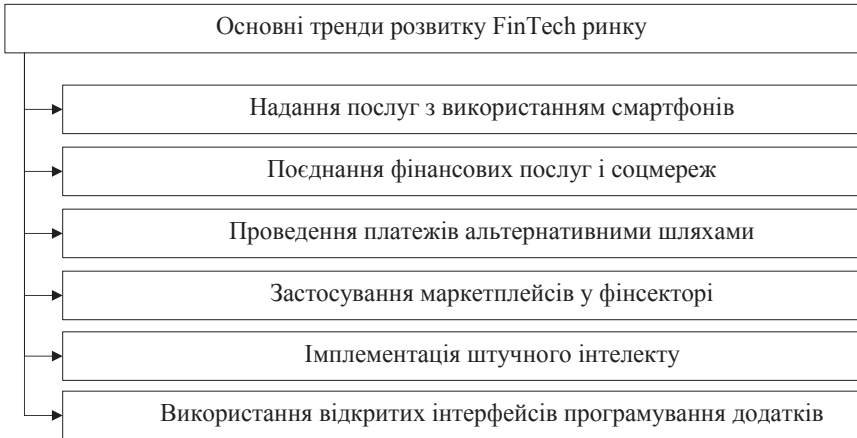 Основні тренди розвитку FinTech ринку
Надання послуг з використанням смартфонів
Поєднання фінансових послуг і соцмереж
Проведення платежів альтернативними шляхами
Застосування маркетплейсів у фінсекторі
Імплементація штучного інтелекту
Використання відкритих інтерфейсів програмування додатків